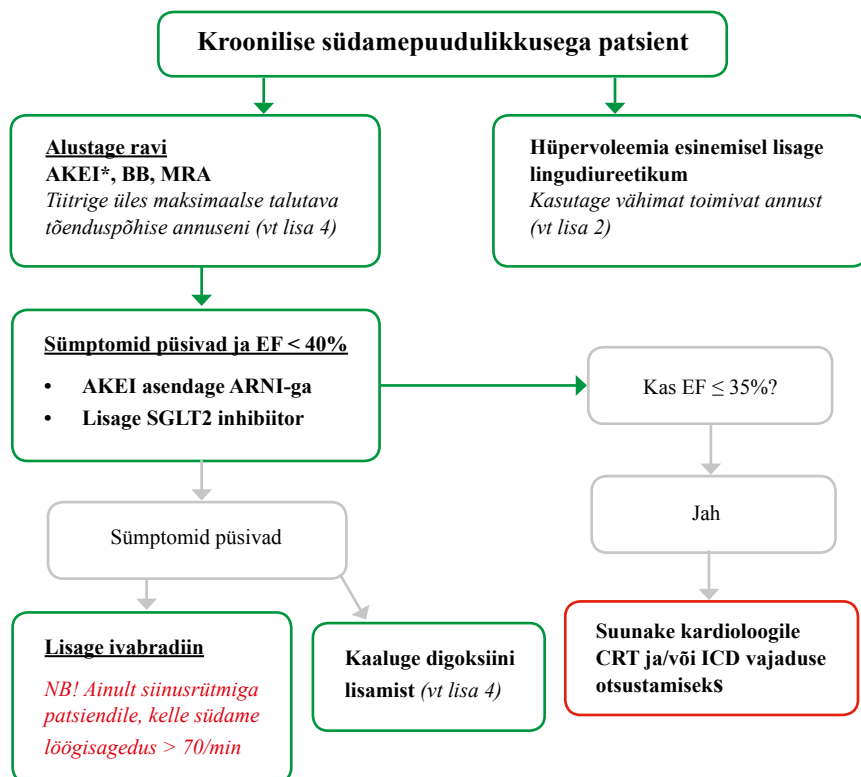 Kroonilise südamepuudulikkusega patsient
Alustage ravi
AKEI*, BB, MRA
Tiitrige üles maksimaalse talutava
tõenduspõhise annuseni (vt lisa 4)
Hüpervoleemia esinemisel lisage
lingudiureetikum
Kasutage vähimat toimivat annust
(vt lisa 2)
Sümptomid püsivad ja EF < 40%
• AKEI asendage ARNI-ga
• Lisage SGLT2 inhibiitor
Kas EF ≤ 35%?
Sümptomid püsivad
Jah
Lisage ivabradiin
NB! Ainult siinusrütmiga
patsiendile, kelle südame
löögisagedus > 70/min
Kaaluge digoksiini
lisamist (vt lisa 4)
Suunake kardioloogile
CRT ja/või ICD vajaduse
otsustamiseks